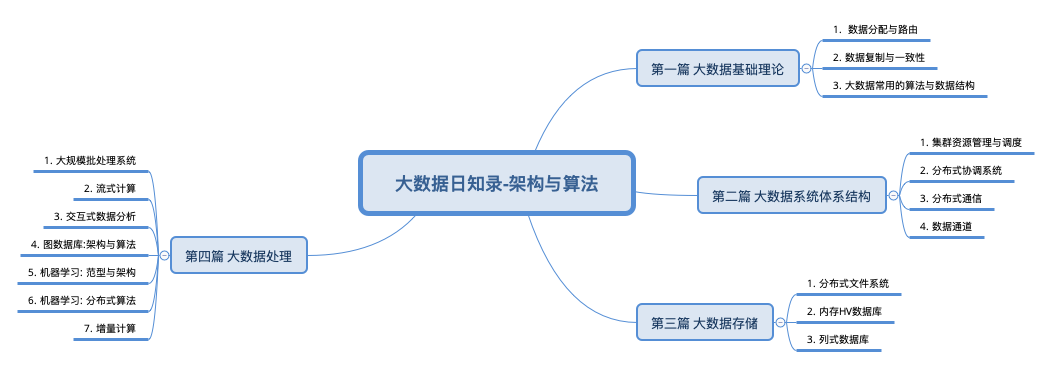 大数据日知录-架构与算法
第一篇 大数据基础理论
1. 数据分配与路由
2. 数据复制与一致性
3. 大数据常用的算法与数据结构
第二篇 大数据系统体系结构
1. 集群资源管理与调度
2. 分布式协调系统
3. 分布式通信
4. 数据通道
第三篇 大数据存储
1. 分布式文件系统
2. 内存HV数据库
3. 列式数据库
第四篇 大数据处理
1. 大规模批处理系统
2. 流式计算
3. 交互式数据分析
4. 图数据库:架构与算法
5. 机器学习: 范型与架构
6. 机器学习: 分布式算法
7. 增量计算